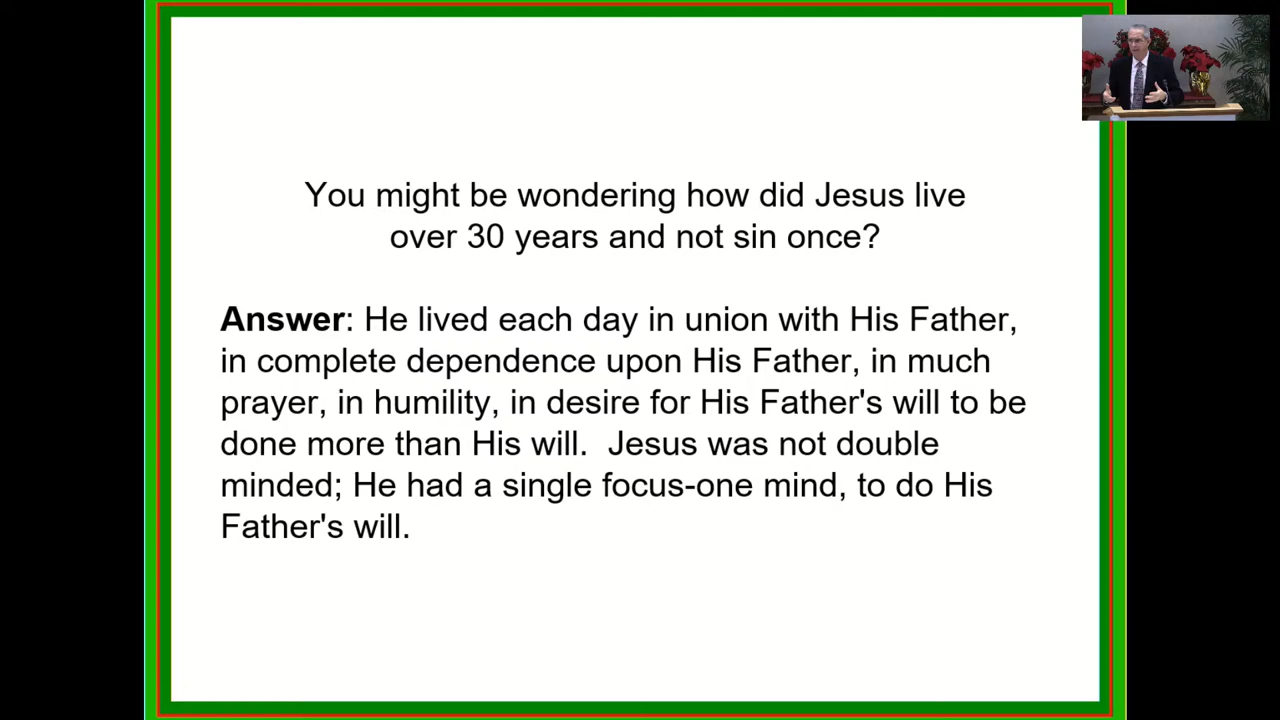 You might be wondering how did Jesus live
over 30 years and not sin once?
Answer: He lived each day in union with His Father,
in complete dependence upon His Father, in much
prayer, in humility, in desire for His Father's will to be
done more than His will.  Jesus was not double
minded; He had a single focus-one mind, to do His
Father's will.